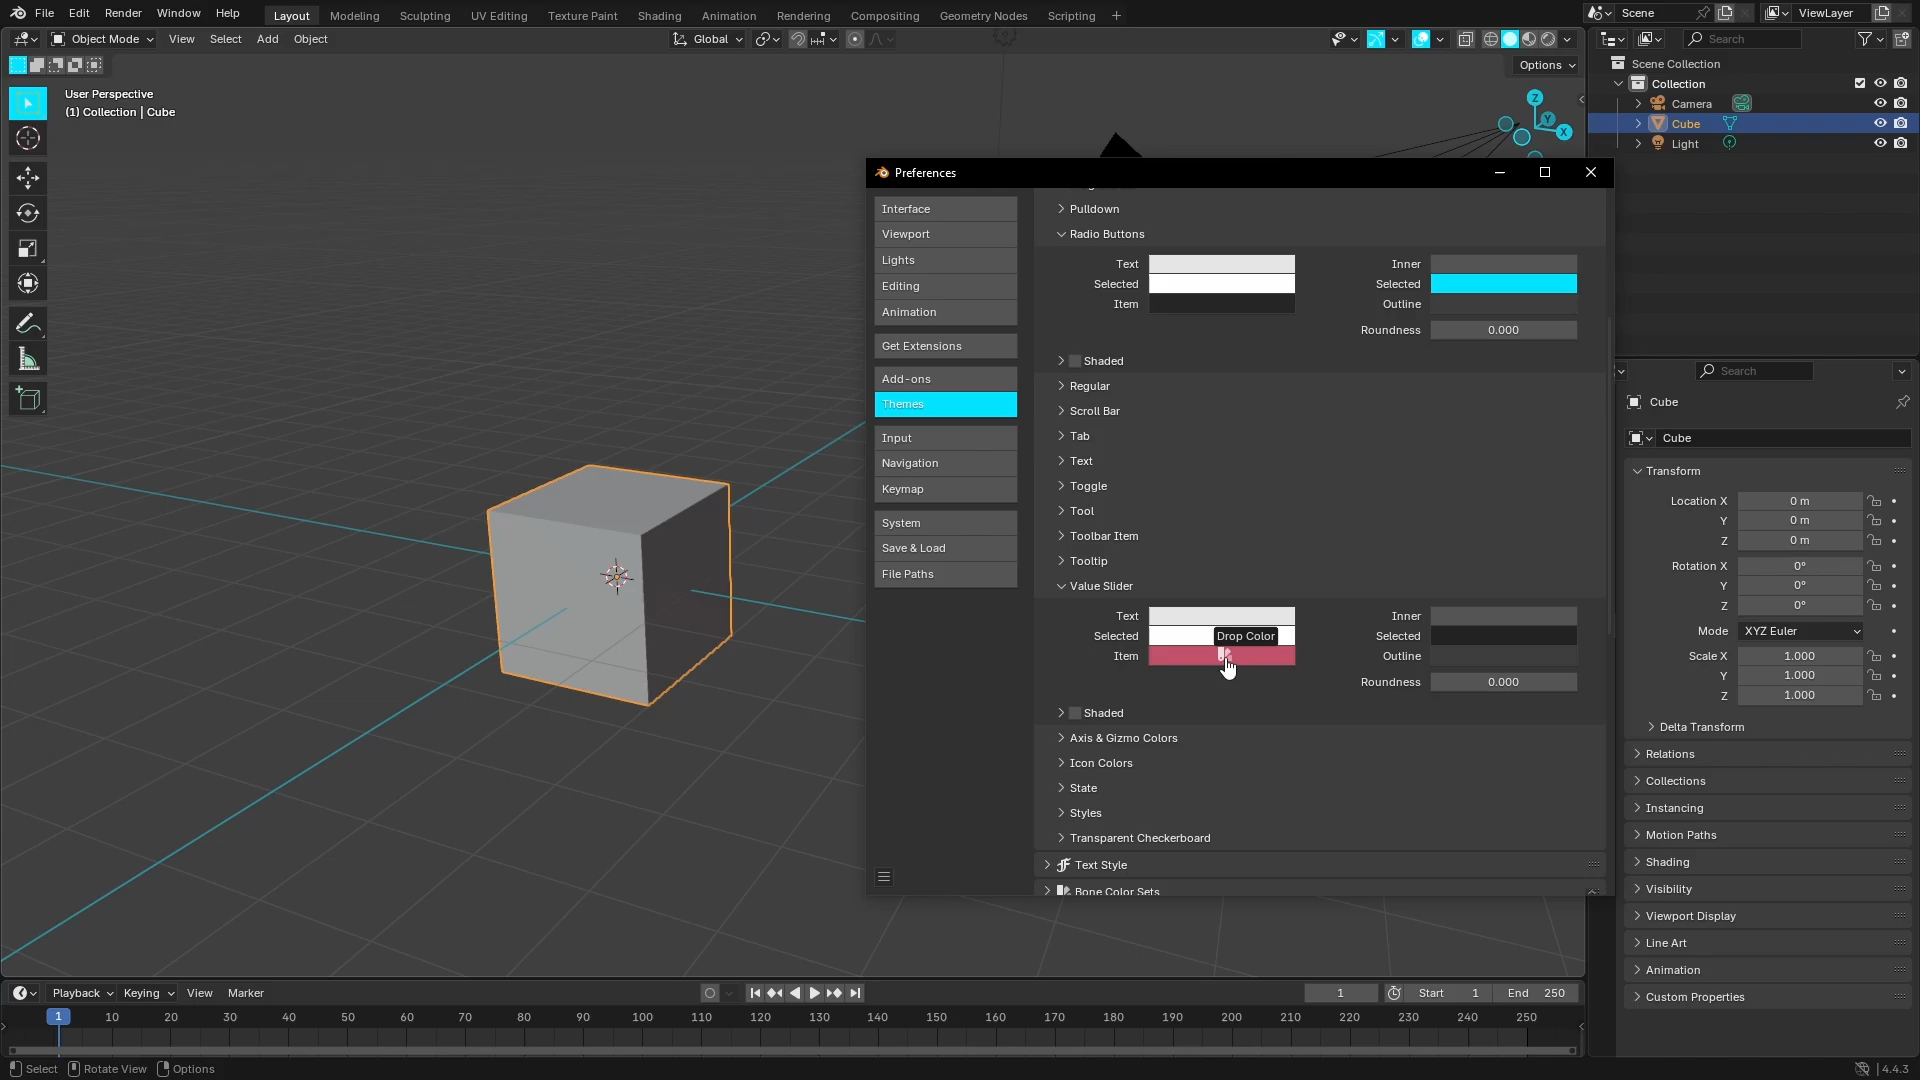 File Edit Render Window Help Layout Modeling Sculpting UV Editing Texture Paint Shading Animation Rendering Compositing Geometry Nodes Scripting + Scene ViewLayer
Object Mode View Select Add Object Global Search
Options
User Perspective
(1) Collection | Cube
Z
Y
X
Scene Collection
Collection
Camera
Cube
Light
Preferences
Interface
Viewport
Lights
Editing
Animation
Get Extensions
Add-ons
Themes
Input
Navigation
Keymap
System
Save & Load
File Paths
Pulldown
Radio Buttons
Text Inner
Selected Selected
Item Outline
Roundness 0.000
Shaded
Regular
Scroll Bar
Tab
Text
Toggle
Tool
Toolbar Item
Tooltip
Value Slider
Text Inner
Selected Drop Color Selected
Item Outline
Roundness 0.000
Shaded
Axis & Gizmo Colors
Icon Colors
State
Styles
Transparent Checkerboard
Text Style
Bone Color Sets
Search
Cube
Cube
Transform
Location X 0 m
Y 0 m
Z 0 m
Rotation X 0°
Y 0°
Z 0°
Mode XYZ Euler
Scale X 1.000
Y 1.000
Z 1.000
Delta Transform
Relations
Collections
Instancing
Motion Paths
Shading
Visibility
Viewport Display
Line Art
Animation
Custom Properties
Playback Keying View Marker 1 Start 1 End 250
1 10 20 30 40 50 60 70 80 90 100 110 120 130 140 150 160 170 180 190 200 210 220 230 240 250
Select Rotate View Options 4.4.3